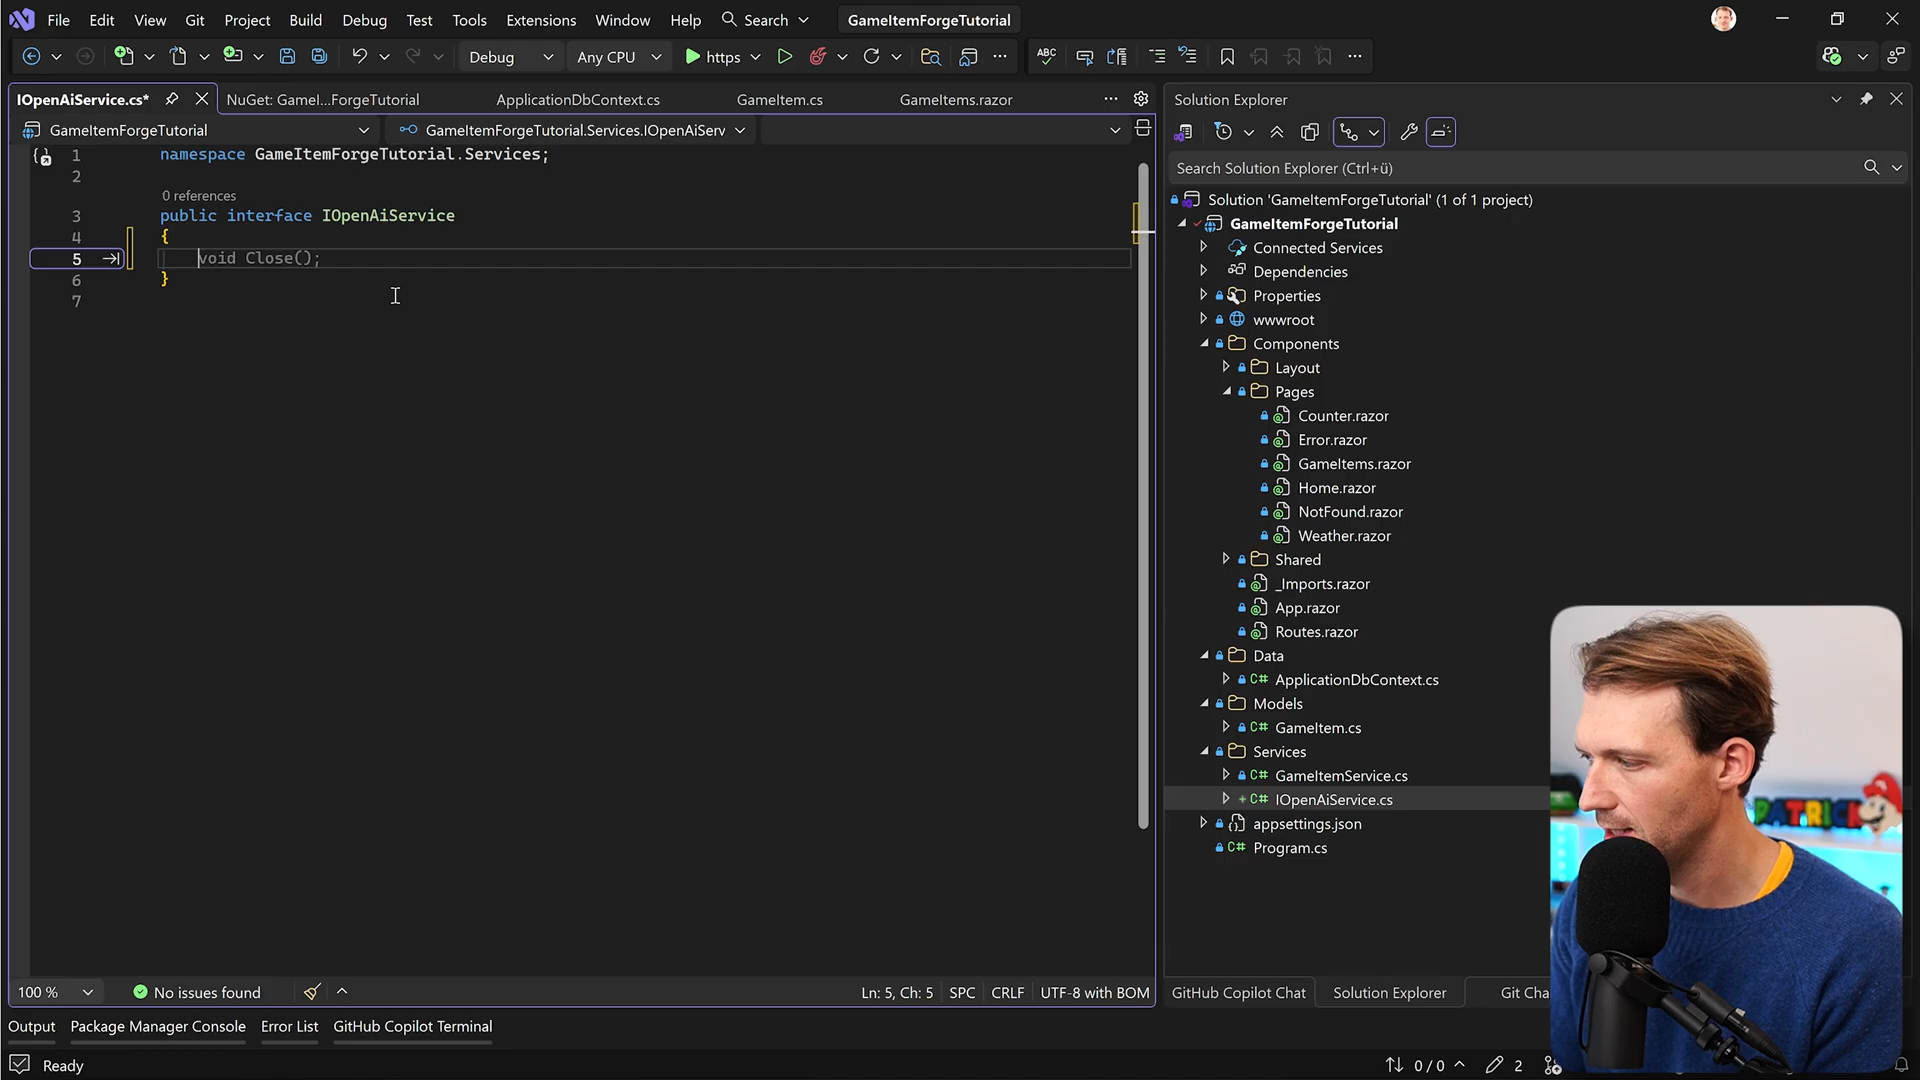 File Edit View Git Project Build Debug Test Tools Extensions Window Help Search GameItemForgeTutorial
Debug Any CPU https
IOpenAiService.cs* NuGet: GameI...ForgeTutorial ApplicationDbContext.cs GameItem.cs GameItems.razor
GameItemForgeTutorial GameItemForgeTutorial.Services.IOpenAiServ
1 namespace GameItemForgeTutorial.Services;
2
0 references
3 public interface IOpenAiService
4 {
5 void Close();
6 }
7
100 % No issues found Ln: 5, Ch: 5 SPC CRLF UTF-8 with BOM
Solution Explorer
Search Solution Explorer (Ctrl+ü)
Solution 'GameItemForgeTutorial' (1 of 1 project)
GameItemForgeTutorial
Connected Services
Dependencies
Properties
wwwroot
Components
Layout
Pages
Counter.razor
Error.razor
GameItems.razor
Home.razor
NotFound.razor
Weather.razor
Shared
_Imports.razor
App.razor
Routes.razor
Data
C# ApplicationDbContext.cs
Models
C# GameItem.cs
Services
C# GameItemService.cs
C# IOpenAiService.cs
appsettings.json
C# Program.cs
PATRICK
GitHub Copilot Chat Solution Explorer Git Cha
Output Package Manager Console Error List GitHub Copilot Terminal
Ready 0 / 0 2